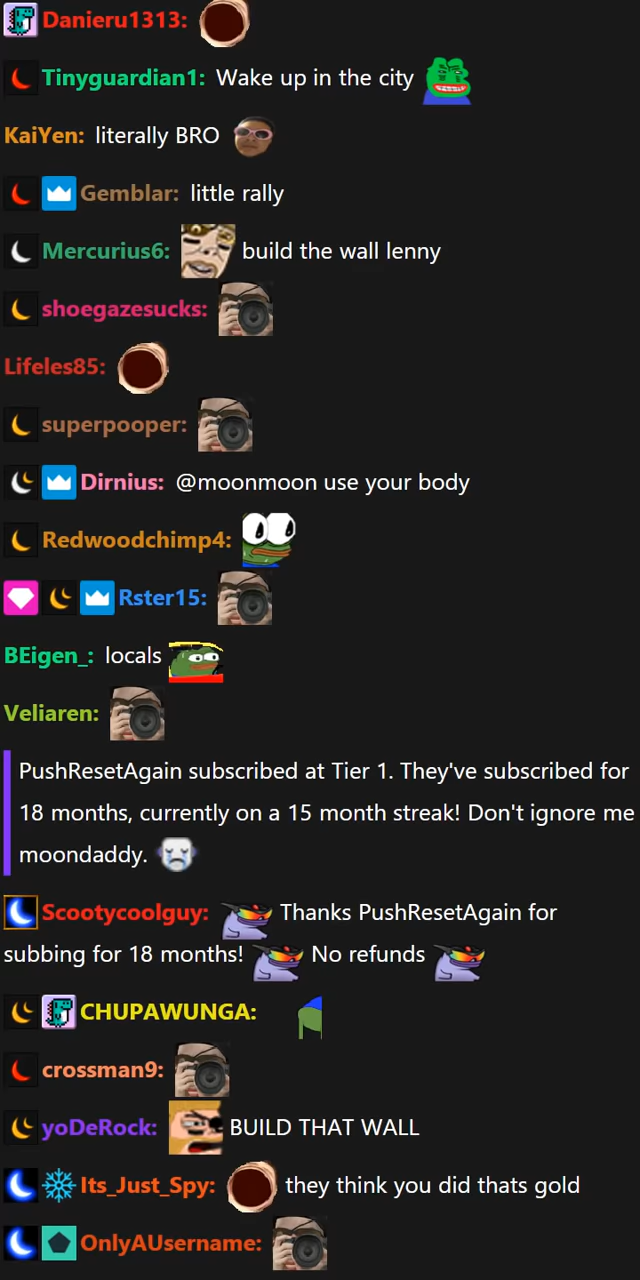 Danieru1313:
Tinyguardian1: Wake up in the city
KaiYen: literally BRO
Gemblar: little rally
Mercurius6: build the wall lenny
shoegazesucks:
Lifeles85:
superpooper:
Dirnius: @moonmoon use your body
Redwoodchimp4:
Rster15:
BEigen_: locals
Veliaren:
PushResetAgain subscribed at Tier 1. They've subscribed for
18 months, currently on a 15 month streak! Don't ignore me
moondaddy.
Scootycoolguy: Thanks PushResetAgain for
subbing for 18 months! No refunds
CHUPAWUNGA:
crossman9:
yoDeRock: BUILD THAT WALL
Its_Just_Spy: they think you did thats gold
OnlyAUsername: